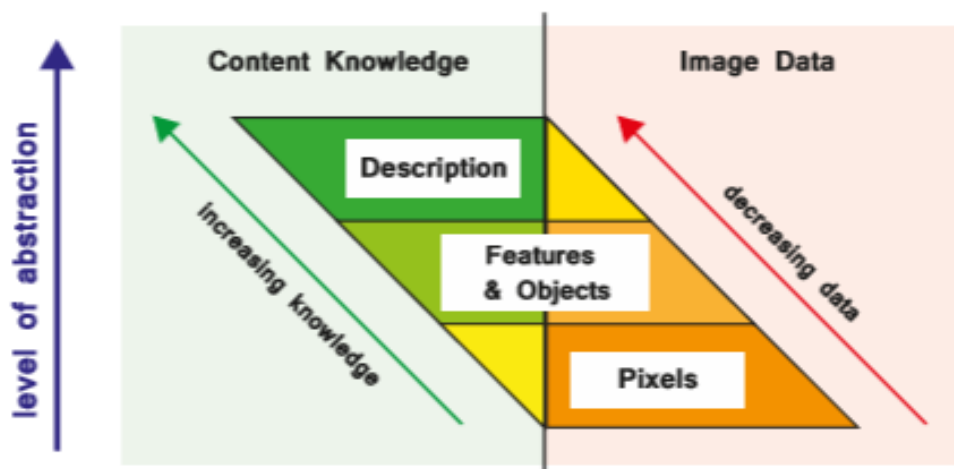 Content Knowledge
Image Data
level of abstraction
Description
increasing knowledge
decreasing data
Features
& Objects
Pixels